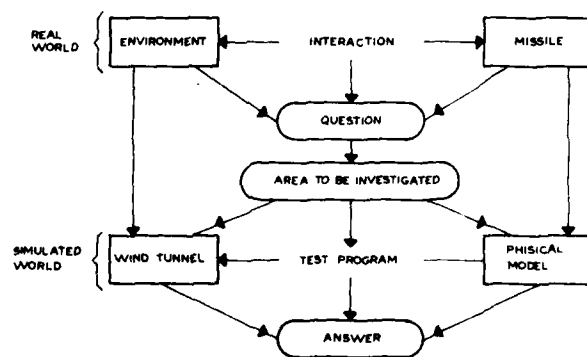 REAL WORLD
ENVIRONMENT
INTERACTION
MISSILE
QUESTION
AREA TO BE INVESTIGATED
SIMULATED WORLD
WIND TUNNEL
TEST PROGRAM
PHISICAL MODEL
ANSWER